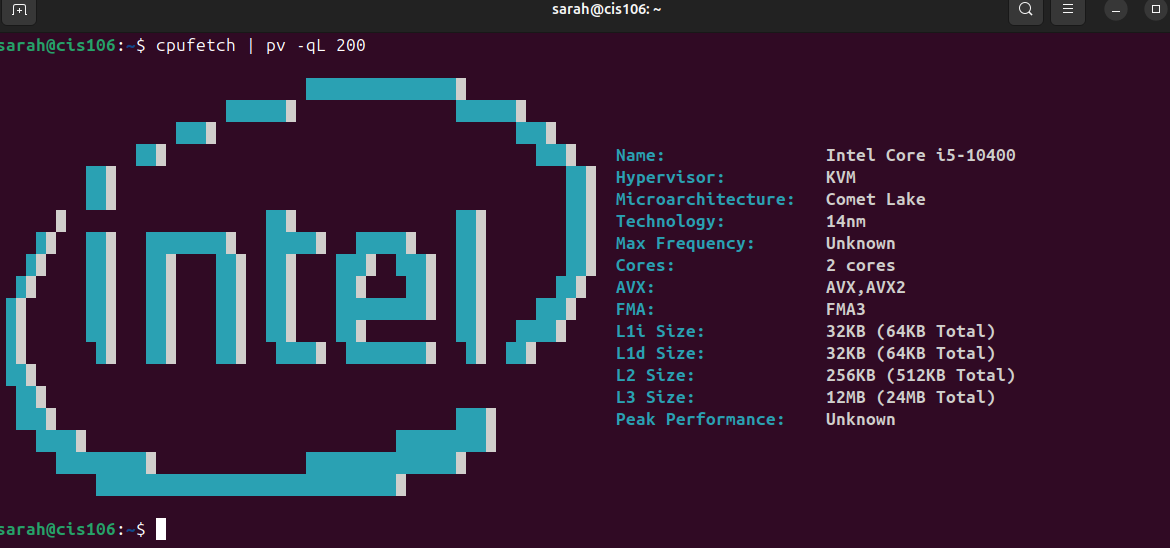 sarah@cis106: ~
sarah@cis106:~$ cpufetch | pv -qL 200
intel
Name: Intel Core i5-10400
Hypervisor: KVM
Microarchitecture: Comet Lake
Technology: 14nm
Max Frequency: Unknown
Cores: 2 cores
AVX: AVX,AVX2
FMA: FMA3
L1i Size: 32KB (64KB Total)
L1d Size: 32KB (64KB Total)
L2 Size: 256KB (512KB Total)
L3 Size: 12MB (24MB Total)
Peak Performance: Unknown
sarah@cis106:~$